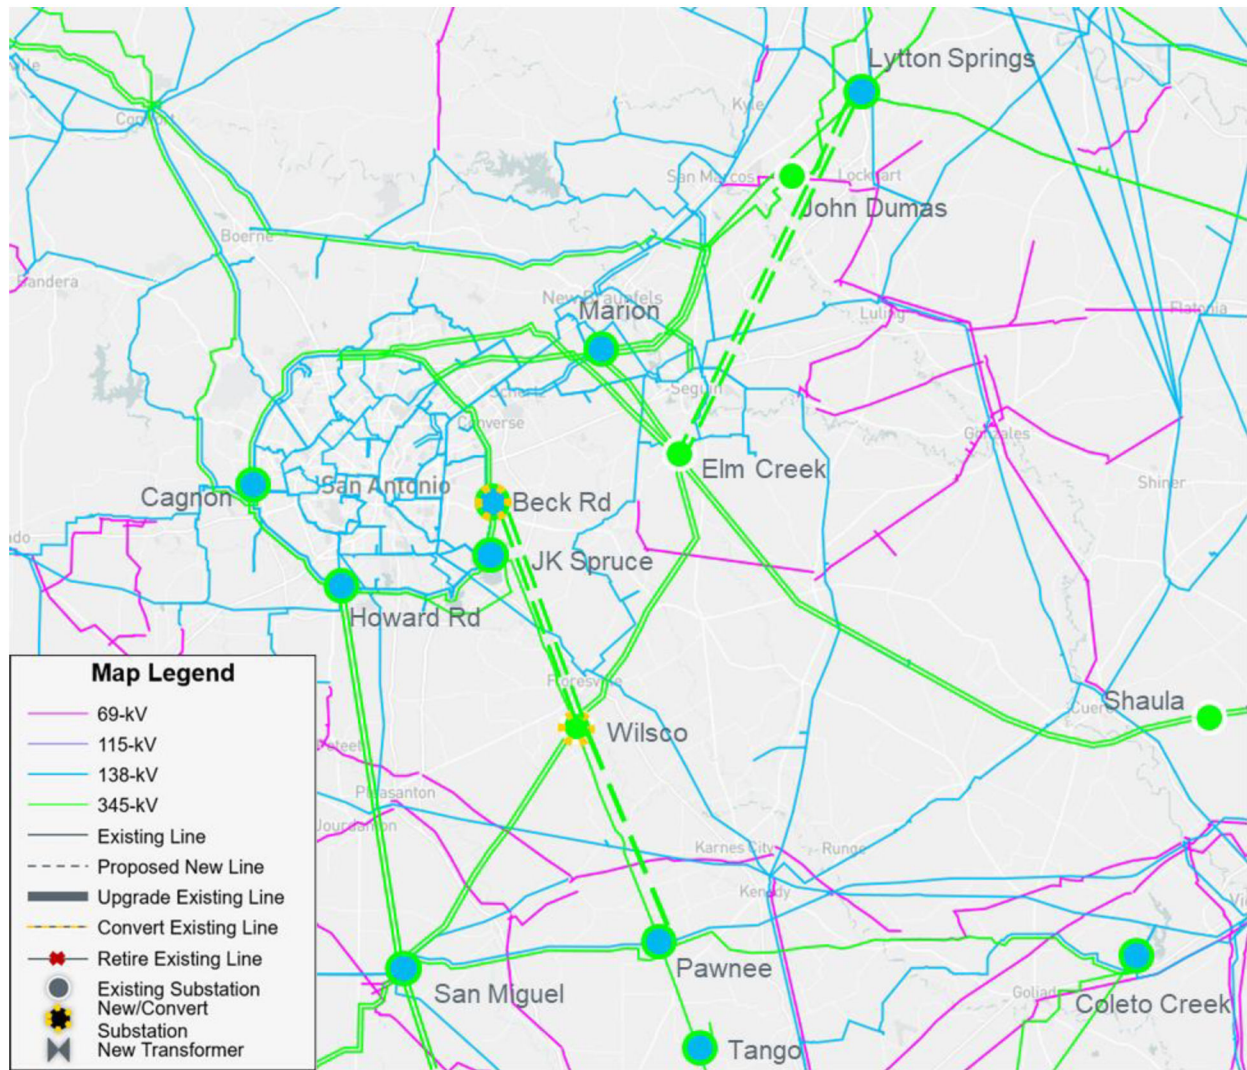 Lytton Springs
Kyle
Comfort
San Marcos
Lockhart
John Dumas
Boerne
Bandera
New Braunfels
Marion
Luling
Flatonia
Schertz
Seguin
Converse
Gonzales
Elm Creek
Cagnon
San Antonio
Beck Rd
Shiner
JK Spruce
Howard Rd
Floresville
Shaula
Cuero
Wilsco
Map Legend
69-kV
115-kV
138-kV
345-kV
Existing Line
Proposed New Line
Upgrade Existing Line
Convert Existing Line
Retire Existing Line
Existing Substation
New/Convert
Substation
New Transformer
Poteet
Pleasanton
Jourdanton
Karnes City
Runge
Kenedy
Pawnee
San Miguel
Goliad
Coleto Creek
Tango